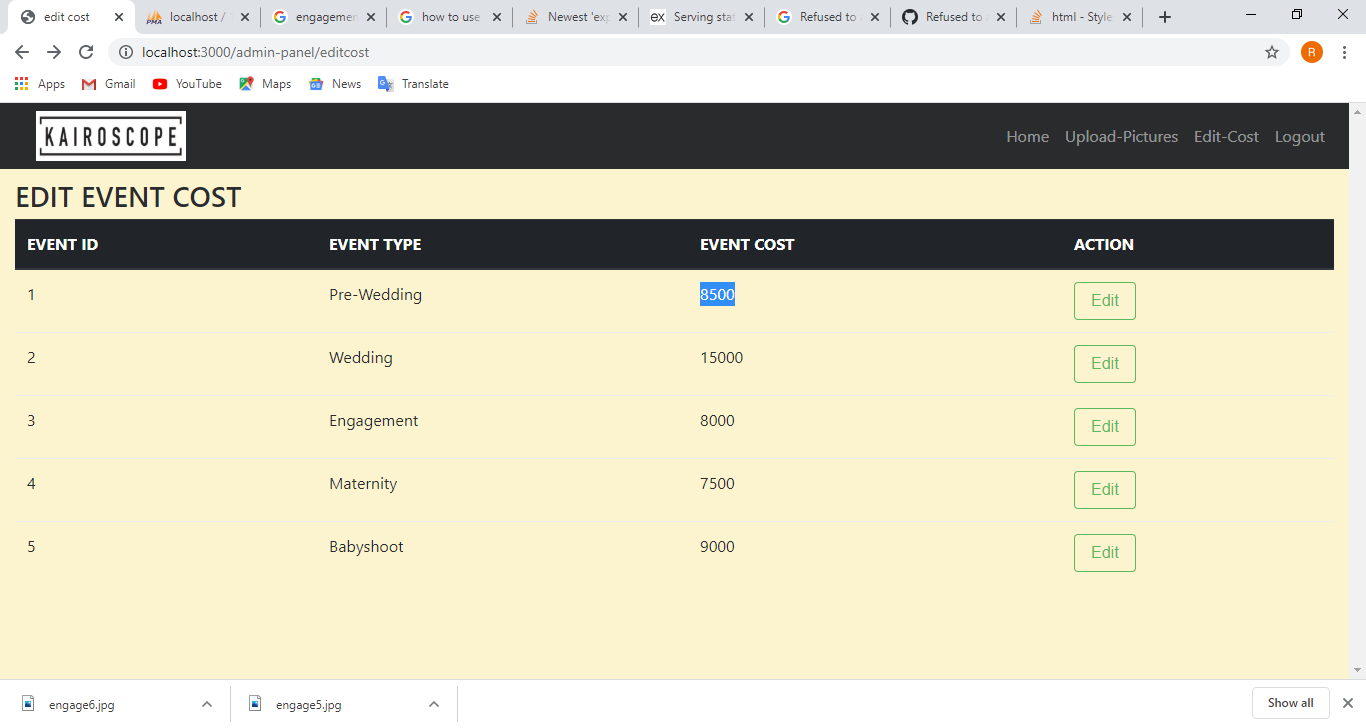 edit cost
localhost /
engagemen
how to use
Newest 'exp
Serving stat
Refused to
Refused to
html - Style
localhost:3000/admin-panel/editcost
R
Apps
Gmail
YouTube
Maps
News
Translate
KAIROSCOPE
Home
Upload-Pictures
Edit-Cost
Logout
EDIT EVENT COST
EVENT ID EVENT TYPE EVENT COST ACTION
1 Pre-Wedding 8500 Edit
2 Wedding 15000 Edit
3 Engagement 8000 Edit
4 Maternity 7500 Edit
5 Babyshoot 9000 Edit
engage6.jpg
engage5.jpg
Show all